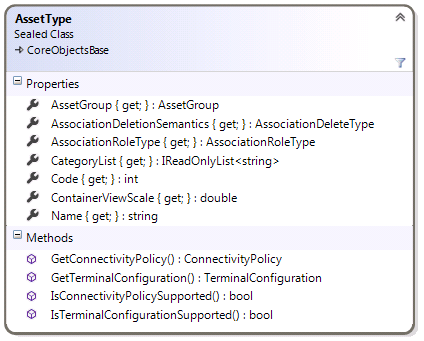 AssetType
Sealed Class
CoreObjectsBase
Properties
AssetGroup { get; } : AssetGroup
AssociationDeletionSemantics { get; } : AssociationDeleteType
AssociationRoleType { get; } : AssociationRoleType
CategoryList { get; } : IReadOnlyList<string>
Code { get; } : int
ContainerViewScale { get; } : double
Name { get; } : string
Methods
GetConnectivityPolicy() : ConnectivityPolicy
GetTerminalConfiguration() : TerminalConfiguration
IsConnectivityPolicySupported() : bool
IsTerminalConfigurationSupported() : bool